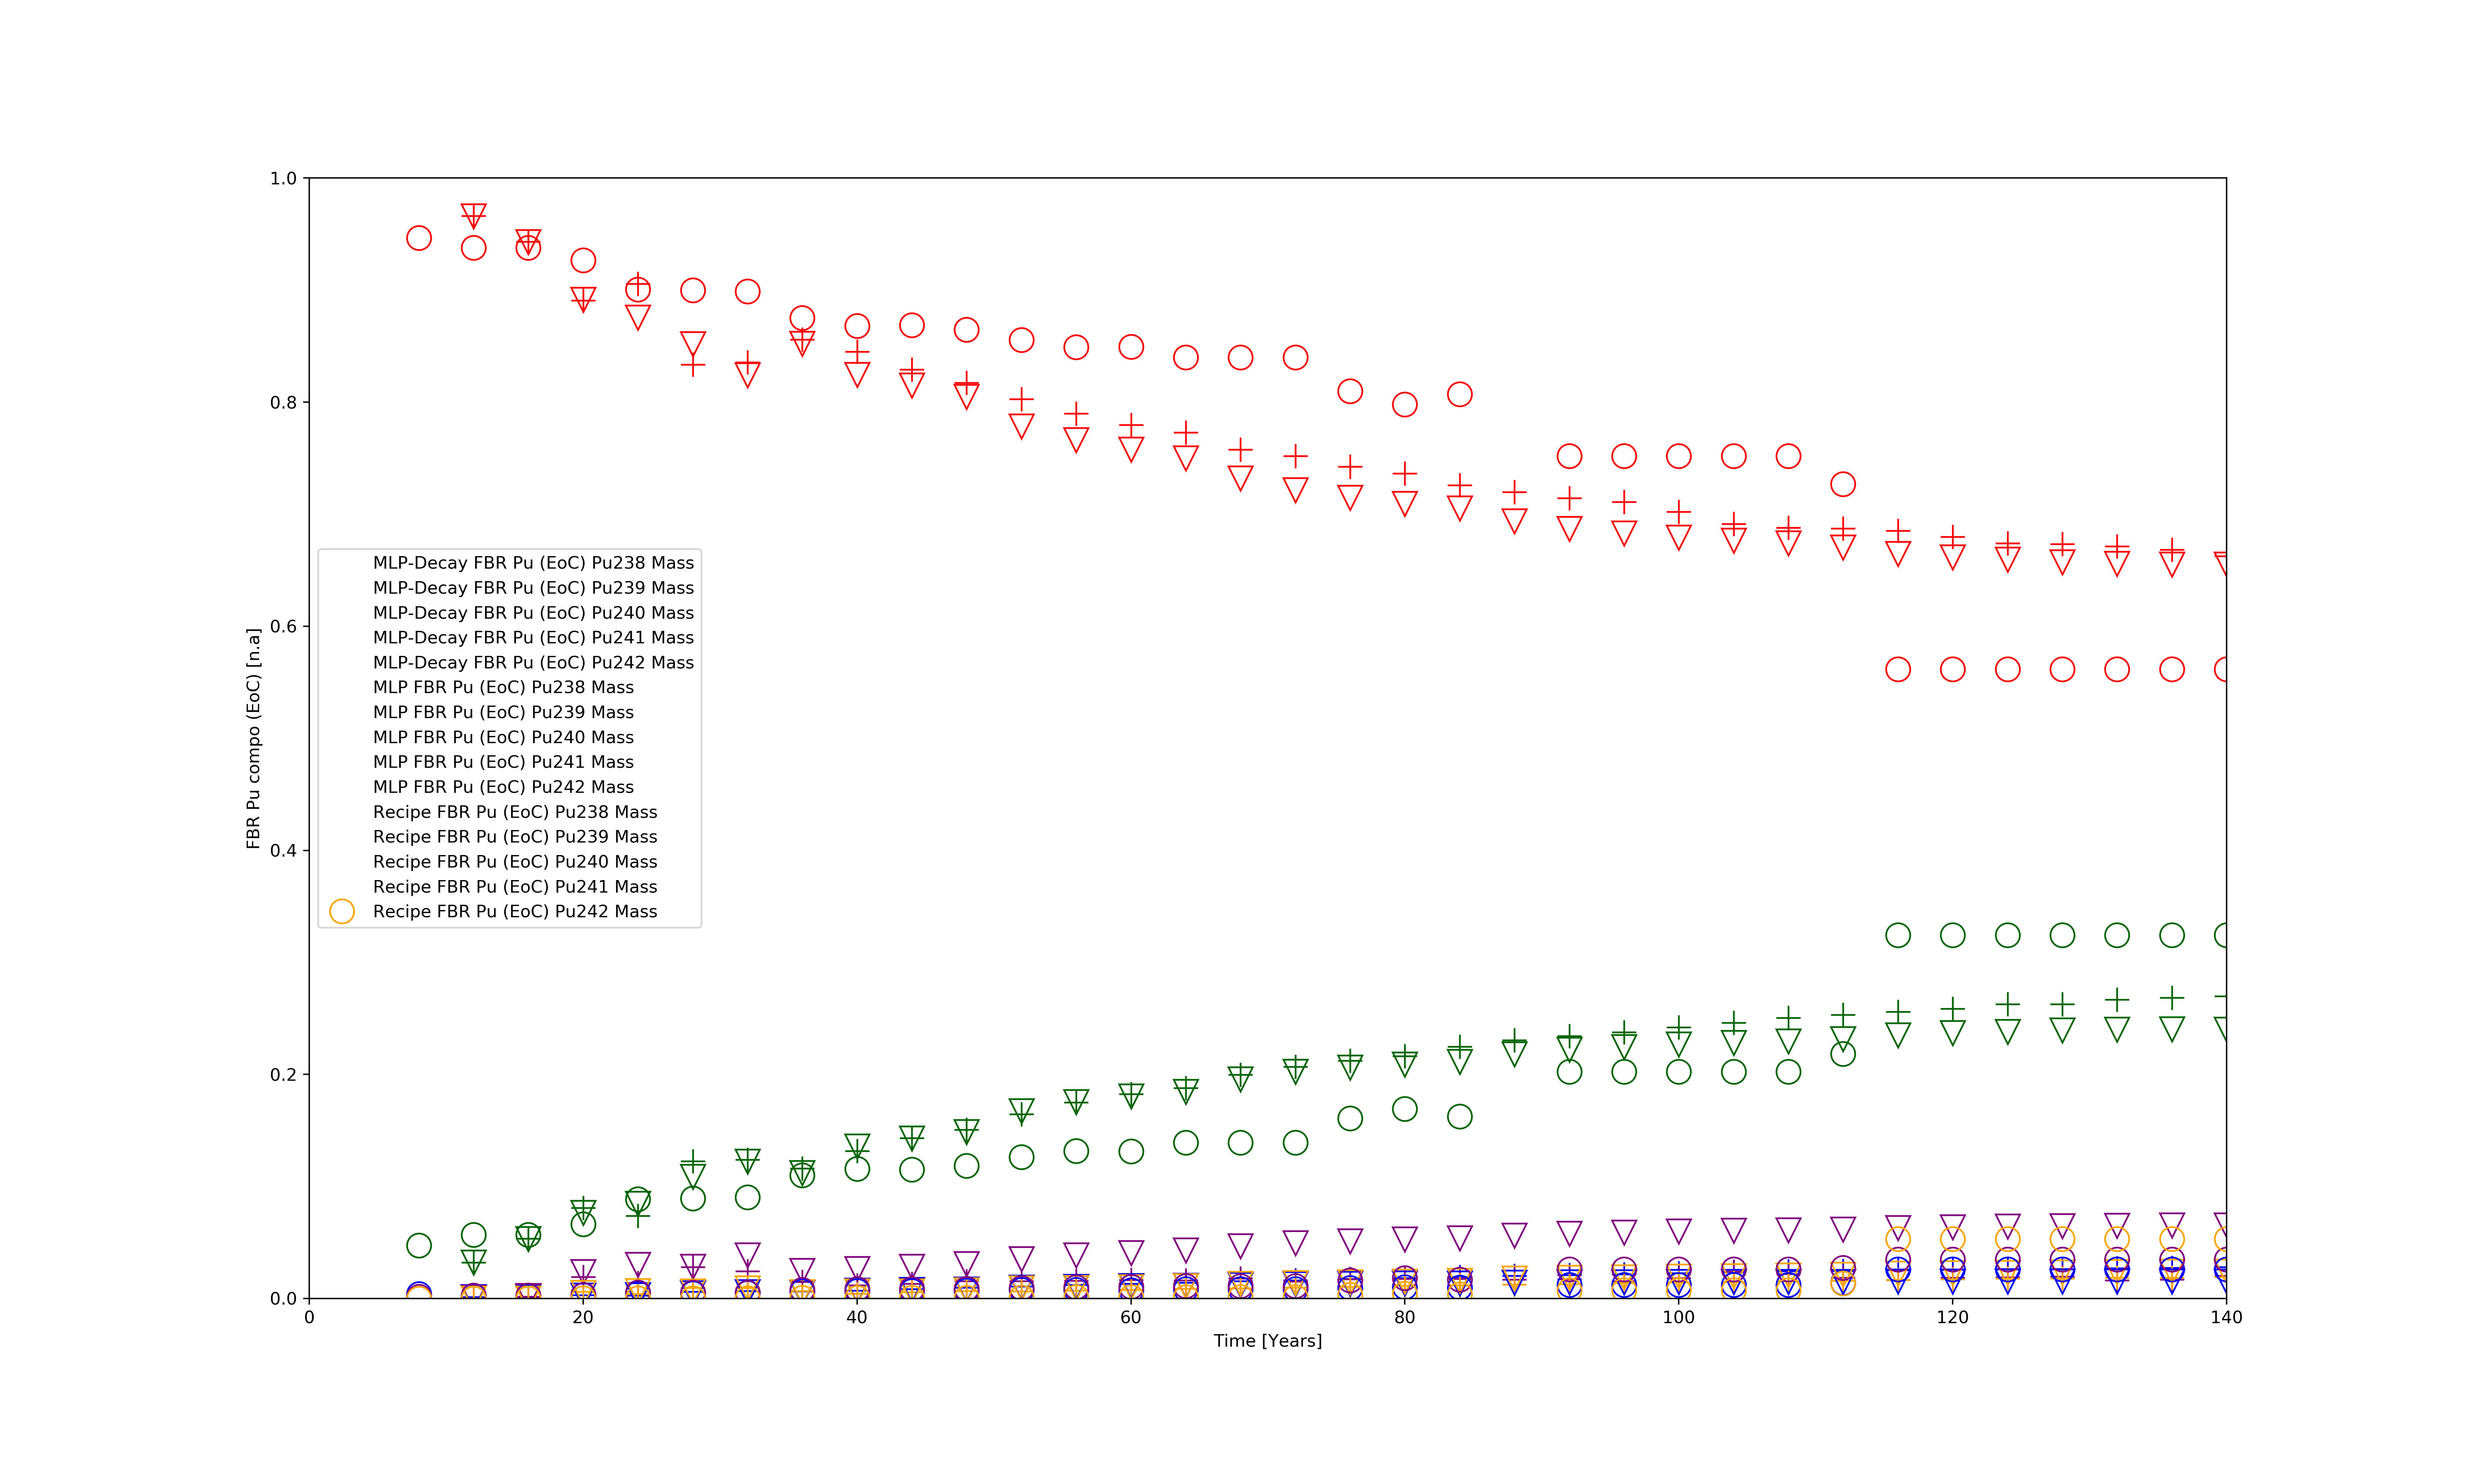 1.0
0.8
0.6
0.4
0.2
0.0
FBR Pu compo (EoC) [n.a]
MLP-Decay FBR Pu (EoC) Pu238 Mass
MLP-Decay FBR Pu (EoC) Pu239 Mass
MLP-Decay FBR Pu (EoC) Pu240 Mass
MLP-Decay FBR Pu (EoC) Pu241 Mass
MLP-Decay FBR Pu (EoC) Pu242 Mass
MLP FBR Pu (EoC) Pu238 Mass
MLP FBR Pu (EoC) Pu239 Mass
MLP FBR Pu (EoC) Pu240 Mass
MLP FBR Pu (EoC) Pu241 Mass
MLP FBR Pu (EoC) Pu242 Mass
Recipe FBR Pu (EoC) Pu238 Mass
Recipe FBR Pu (EoC) Pu239 Mass
Recipe FBR Pu (EoC) Pu240 Mass
Recipe FBR Pu (EoC) Pu241 Mass
Recipe FBR Pu (EoC) Pu242 Mass
0 20 40 60 80 100 120 140
Time [Years]